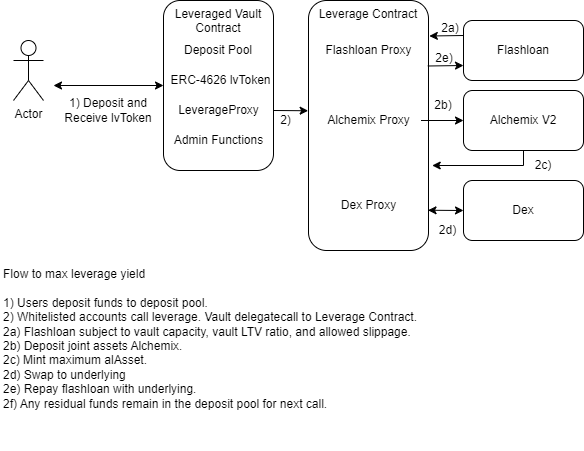 Leveraged Vault
Contract
Deposit Pool
ERC-4626 lvToken
LeverageProxy
Admin Functions
Leverage Contract
Flashloan Proxy
Alchemix Proxy
Dex Proxy
2a)
2e)
Flashloan
2b)
Alchemix V2
2c)
Dex
2d)
2)
Actor
1) Deposit and
Receive lvToken
Flow to max leverage yield
1) Users deposit funds to deposit pool.
2) Whitelisted accounts call leverage. Vault delegatecall to Leverage Contract.
2a) Flashloan subject to vault capacity, vault LTV ratio, and allowed slippage.
2b) Deposit joint assets Alchemix.
2c) Mint maximum alAsset.
2d) Swap to underlying
2e) Repay flashloan with underlying.
2f) Any residual funds remain in the deposit pool for next call.